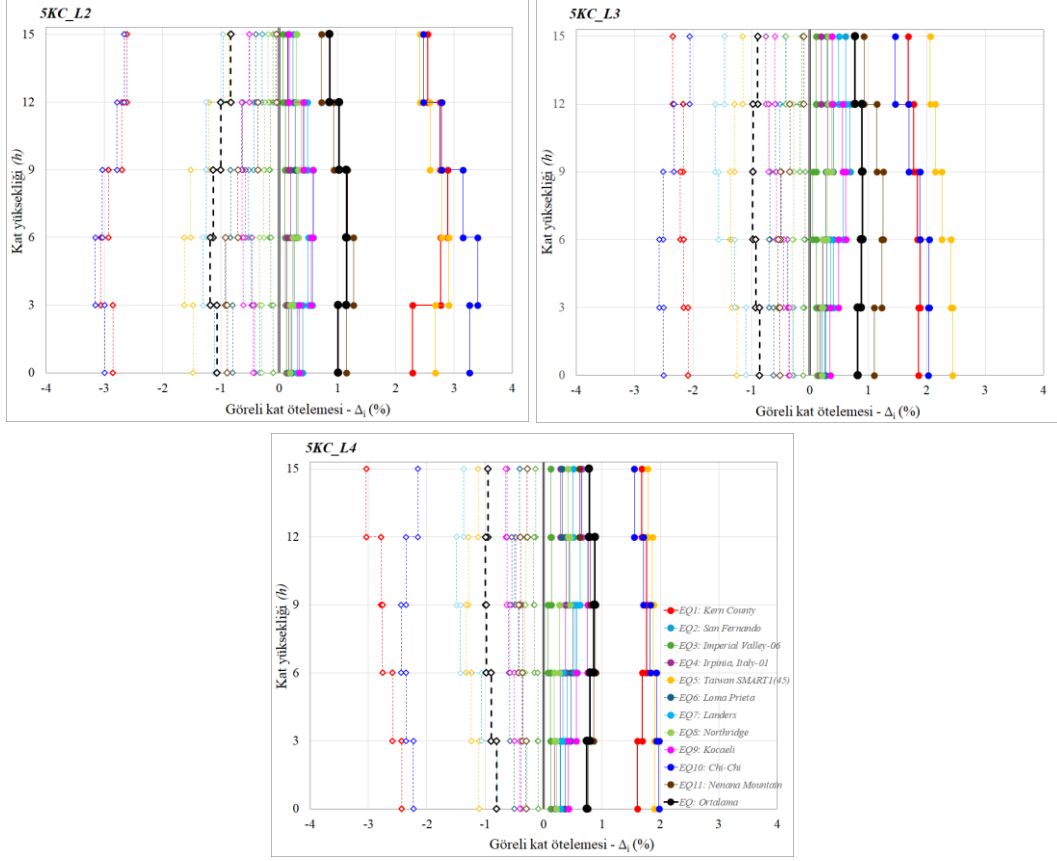 5KC_L2
15
12
9
6
3
0
Kat yüksekliği (h)
-4 -3 -2 -1 0 1 2 3 4
Göreli kat ötelemesi - Δi (%)
5KC_L3
15
12
9
6
3
0
Kat yüksekliği (h)
-4 -3 -2 -1 0 1 2 3 4
Göreli kat ötelemesi - Δi (%)
5KC_L4
15
12
9
6
3
0
Kat yüksekliği (h)
-4 -3 -2 -1 0 1 2 3 4
Göreli kat ötelemesi - Δi (%)
EQ1: Kern County
EQ2: San Fernando
EQ3: Imperial Valley-06
EQ4: Irpinia, Italy-01
EQ5: Taiwan SMART1(45)
EQ6: Loma Prieta
EQ7: Landers
EQ8: Northridge
EQ9: Kocaeli
EQ10: Chi-Chi
EQ11: Nenana Mountain
EQ: Ortalama